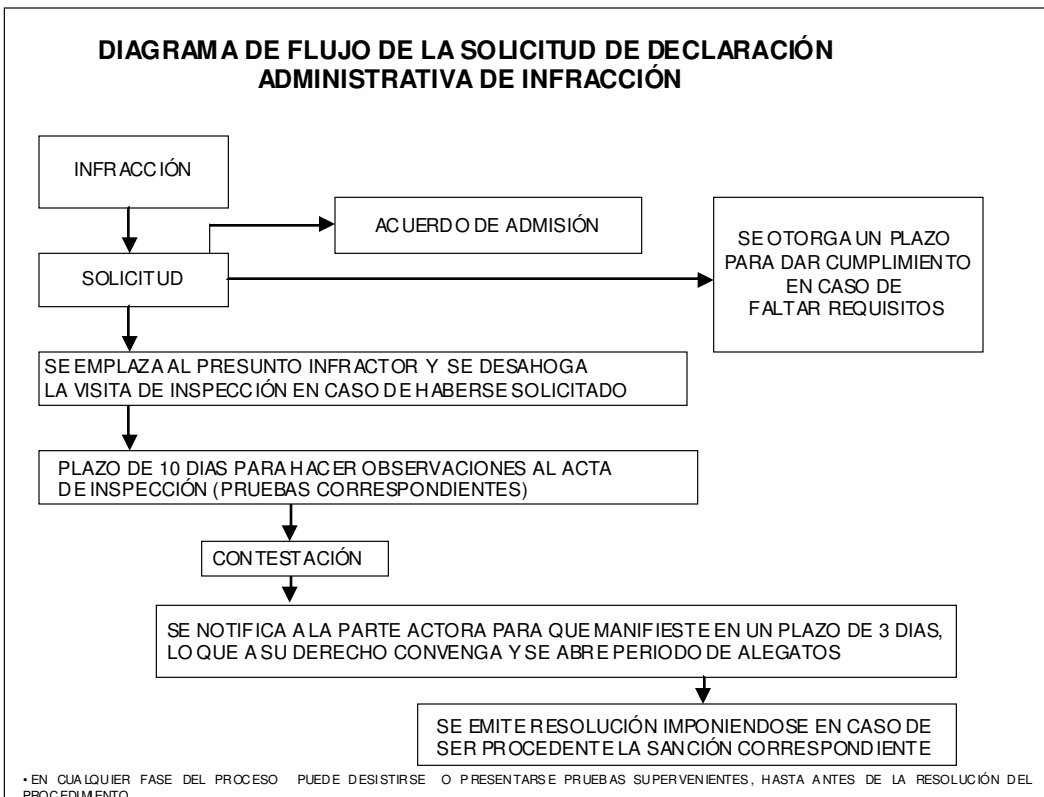 DIAGRAMA DE FLUJO DE LA SOLICITUD DE DECLARACIÓN
ADMINISTRATIVA DE INFRACCIÓN
INFRACCIÓN
ACUERDO DE ADMISIÓN
SOLICITUD
SE OTORGA UN PLAZO
PARA DAR CUMPLIMIENTO
EN CASO DE
FALTAR REQUISITOS
SE EMPLAZA AL PRESUNTO INFRACTOR Y SE DESAHOGA
LA VISITA DE INSPECCIÓN EN CASO DE HABERSE SOLICITADO
PLAZO DE 10 DIAS PARA HACER OBSERVACIONES AL ACTA
DE INSPECCIÓN (PRUEBAS CORRESPONDIENTES)
CONTESTACIÓN
SE NOTIFICA A LA PARTE ACTORA PARA QUE MANIFIESTE EN UN PLAZO DE 3 DIAS,
LO QUE A SU DERECHO CONVENGA Y SE ABRE PERIODO DE ALEGATOS
SE EMITE RESOLUCIÓN IMPONIENDOSE EN CASO DE
SER PROCEDENTE LA SANCIÓN CORRESPONDIENTE
• EN CUALQUIER FASE DEL PROCESO PUEDE DESISTIRSE O PRESENTARSE PRUEBAS SUPERVENIENTES, HASTA ANTES DE LA RESOLUCIÓN DEL
PROCEDIMIENTO